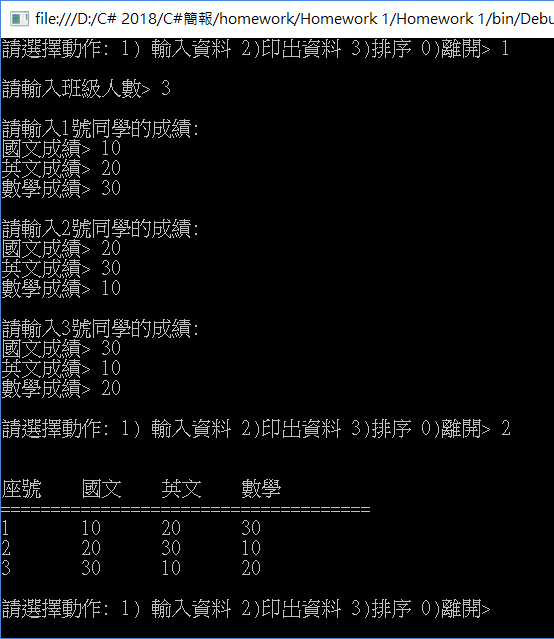 file:///D:/C# 2018/C#簡報/homework/Homework 1/Homework 1/bin/Debu
請選擇動作: 1) 輸入資料 2)印出資料 3)排序 0)離開> 1
請輸入班級人數> 3
請輸入1號同學的成績:
國文成績> 10
英文成績> 20
數學成績> 30
請輸入2號同學的成績:
國文成績> 20
英文成績> 30
數學成績> 10
請輸入3號同學的成績:
國文成績> 30
英文成績> 10
數學成績> 20
請選擇動作: 1) 輸入資料 2)印出資料 3)排序 0)離開> 2
座號 國文 英文 數學
=====================================
1 10 20 30
2 20 30 10
3 30 10 20
請選擇動作: 1) 輸入資料 2)印出資料 3)排序 0)離開>